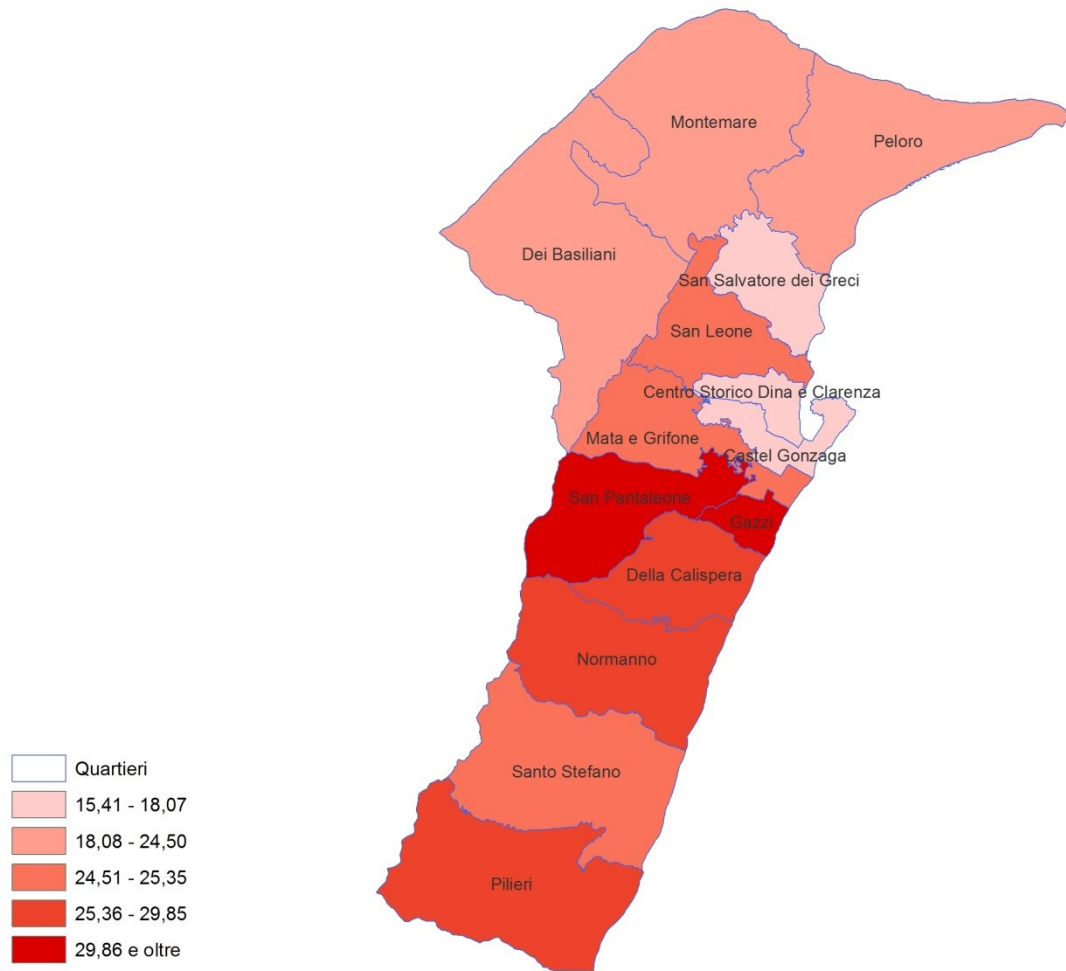 Montemare
Peloro
Dei Basiliani
San Salvatore dei Greci
San Leone
Centro Storico Dina e Clarenza
Mata e Grifone
Castel Gonzaga
San Pantaleone
Gazzi
Della Calispera
Normanno
Santo Stefano
Pilieri
Quartieri
15,41 - 18,07
18,08 - 24,50
24,51 - 25,35
25,36 - 29,85
29,86 e oltre